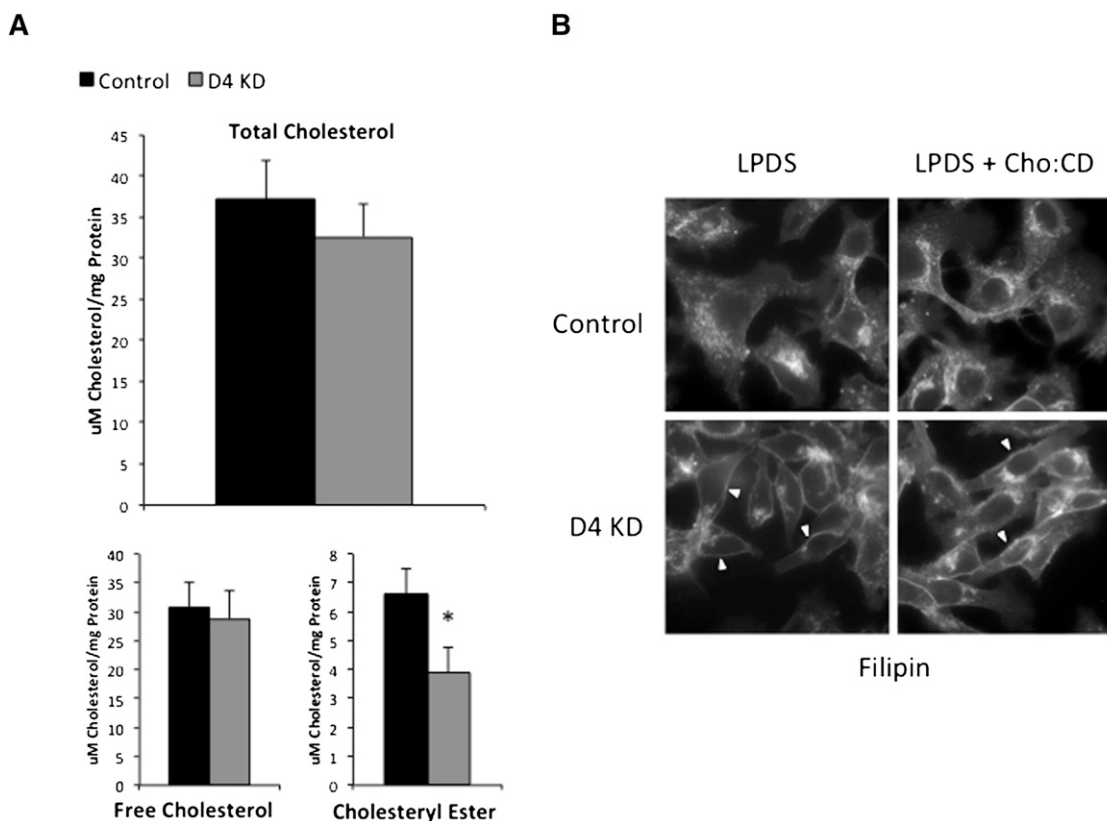 A
Control D4 KD
Total Cholesterol
uM Cholesterol/mg Protein
45
40
35
30
25
20
15
10
5
0
uM Cholesterol/mg Protein
40
35
30
25
20
15
10
5
0
Free Cholesterol
uM Cholesterol/mg Protein
8
7
6
5
4
3
2
1
0
*
Cholesteryl Ester
B
LPDS LPDS + Cho:CD
Control
D4 KD
Filipin